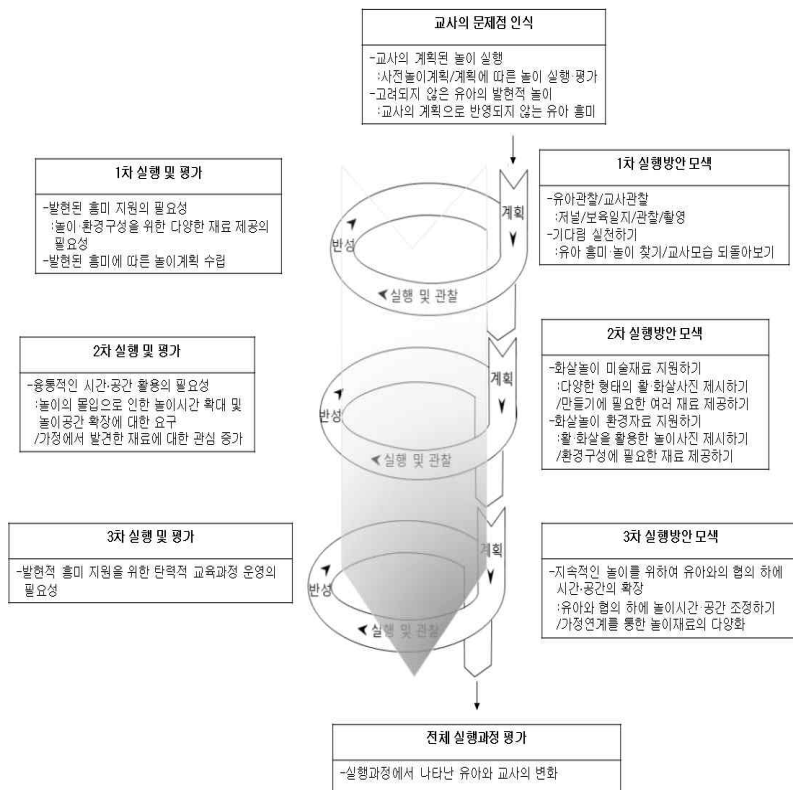 교사의 문제점 인식
-교사의 계획된 놀이 실행
:사전놀이계획/계획에 따른 놀이 실행·평가
-고려되지 않은 유아의 발현적 놀이
:교사의 계획으로 반영되지 않는 유아 흥미
1차 실행 및 평가
-발현된 흥미 지원의 필요성
:놀이·환경구성을 위한 다양한 재료 제공의
필요성
-발현된 흥미에 따른 놀이계획 수립
계획
반성
실행 및 관찰
1차 실행방안 모색
-유아관찰/교사관찰
:저널/보육일지/관찰/촬영
-기다림 실천하기
:유아 흥미·놀이 찾기/교사모습 되돌아보기
2차 실행 및 평가
-융통적인 시간·공간 활용의 필요성
:놀이의 몰입으로 인한 놀이시간 확대 및
놀이공간 확장에 대한 요구
/가정에서 발견한 재료에 대한 관심 증가
계획
반성
실행 및 관찰
2차 실행방안 모색
-화살놀이 미술재료 지원하기
:다양한 형태의 활·화살사진 제시하기
/만들기에 필요한 여러 재료 제공하기
-화살놀이 환경자료 지원하기
:활·화살을 활용한 놀이사진 제시하기
/환경구성에 필요한 재료 제공하기
3차 실행 및 평가
-발현적 흥미 지원을 위한 탄력적 교육과정 운영의
필요성
계획
반성
실행 및 관찰
3차 실행방안 모색
-지속적인 놀이를 위하여 유아와의 협의 하에
시간·공간의 확장
:유아와 협의 하에 놀이시간·공간 조정하기
/가정연계를 통한 놀이재료의 다양화
전체 실행과정 평가
-실행과정에서 나타난 유아와 교사의 변화